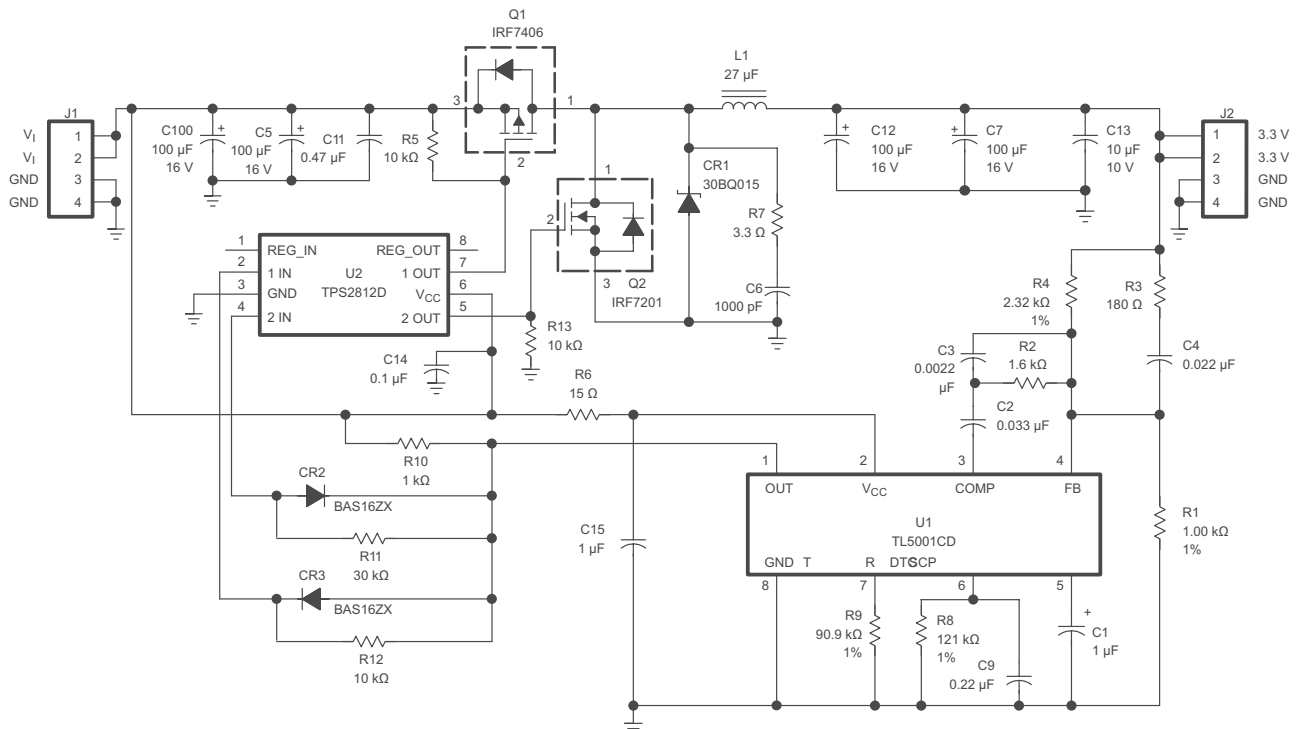 Q1
IRF7406
3
1
2
L1
27 µF
J1
V_I
V_I
GND
GND
1
2
3
4
C100
100 µF
16 V
+
C5
100 µF
16 V
+
C11
0.47 µF
R5
10 kΩ
+
C12
100 µF
16 V
+
C7
100 µF
16 V
C13
10 µF
10 V
J2
1
2
3
4
3.3 V
3.3 V
GND
GND
CR1
30BQ015
R7
3.3 Ω
C6
1000 pF
1
2
3
Q2
IRF7201
1
2
3
4
REG_IN
1 IN
GND
2 IN
U2
TPS2812D
REG_OUT
1 OUT
V_CC
2 OUT
8
7
6
5
R13
10 kΩ
C14
0.1 µF
R4
2.32 kΩ
1%
R3
180 Ω
C3
0.0022
µF
R2
1.6 kΩ
C4
0.022 µF
C2
0.033 µF
R6
15 Ω
R10
1 kΩ
CR2
BAS16ZX
R11
30 kΩ
CR3
BAS16ZX
R12
10 kΩ
C15
1 µF
1
2
3
4
OUT
V_CC
COMP
FB
U1
TL5001CD
GND T
R DTCSCP
8
7
6
5
R1
1.00 kΩ
1%
R9
90.9 kΩ
1%
R8
121 kΩ
1%
C9
0.22 µF
+
C1
1 µF